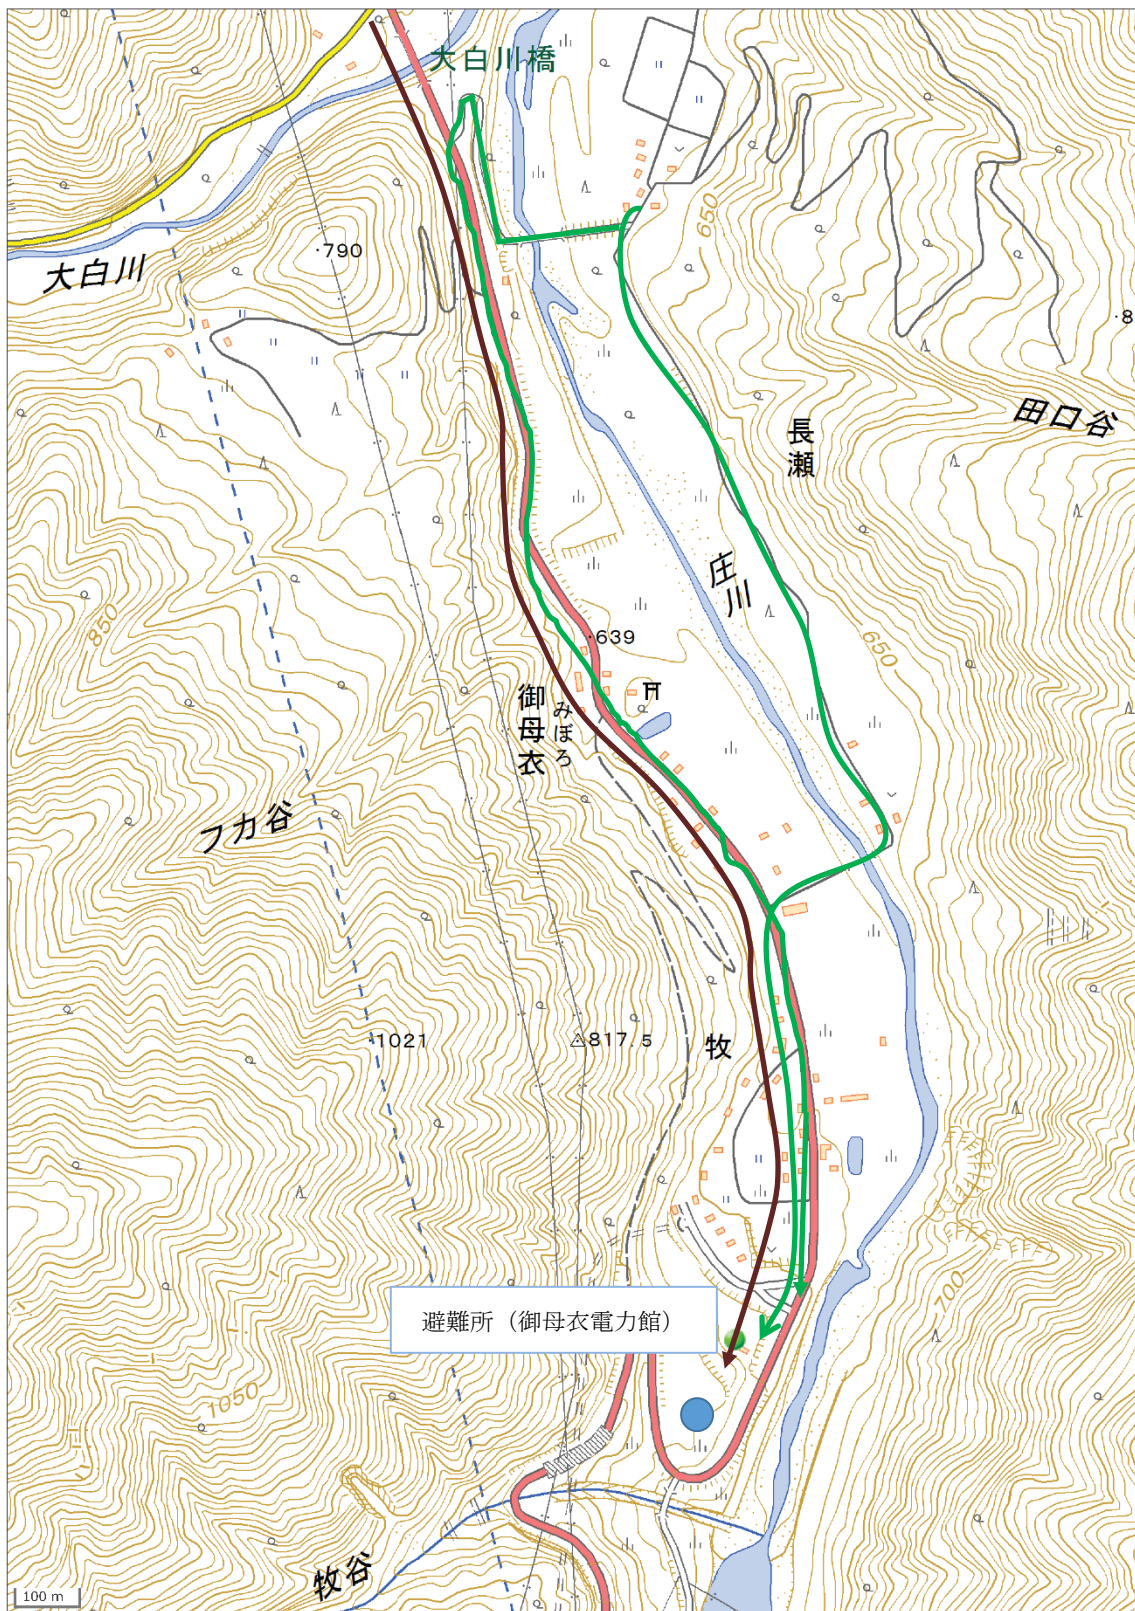 大白川橋
650
・790
大白川
・8
田口谷
長瀬
庄川
850
・639
650
御母衣
みぼろ
フカ谷
・1021
△817.5
牧
700
避難所（御母衣電力館）
1050
牧谷
100 m